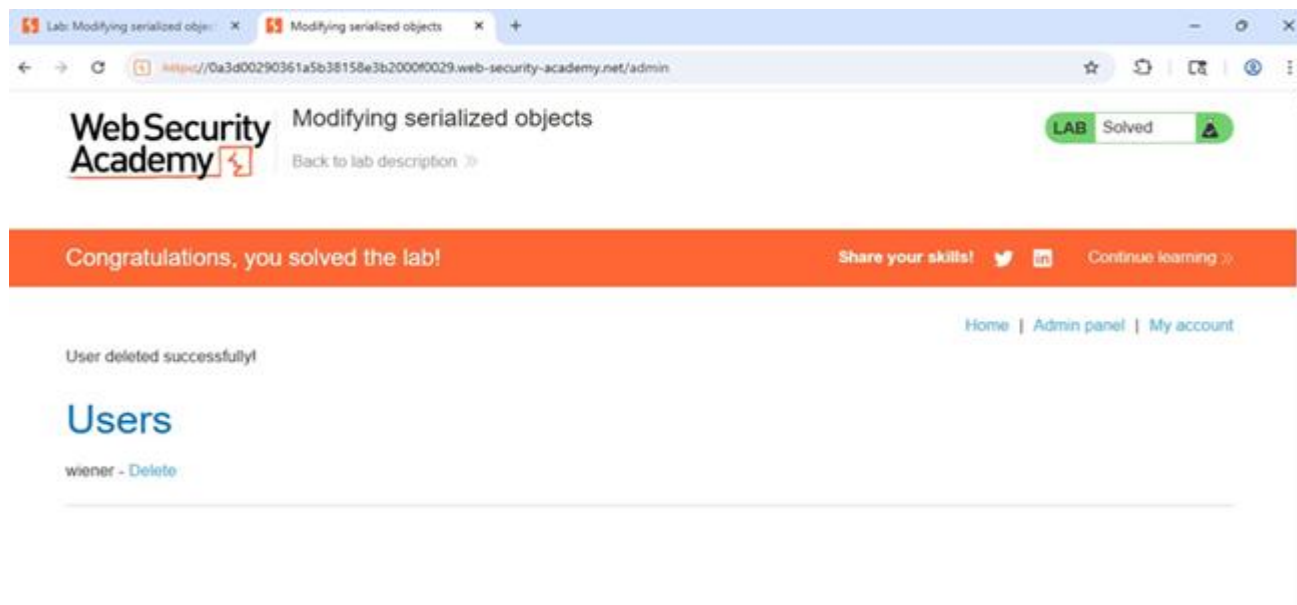 Lab: Modifying serialized objec
Modifying serialized objects
https://0a3d00290361a5b38158e3b2000f0029.web-security-academy.net/admin
WebSecurity
Academy
Modifying serialized objects
Back to lab description
LAB Solved
Congratulations, you solved the lab!
Share your skills!
Continue learning
Home | Admin panel | My account
User deleted successfully!
Users
wiener - Delete